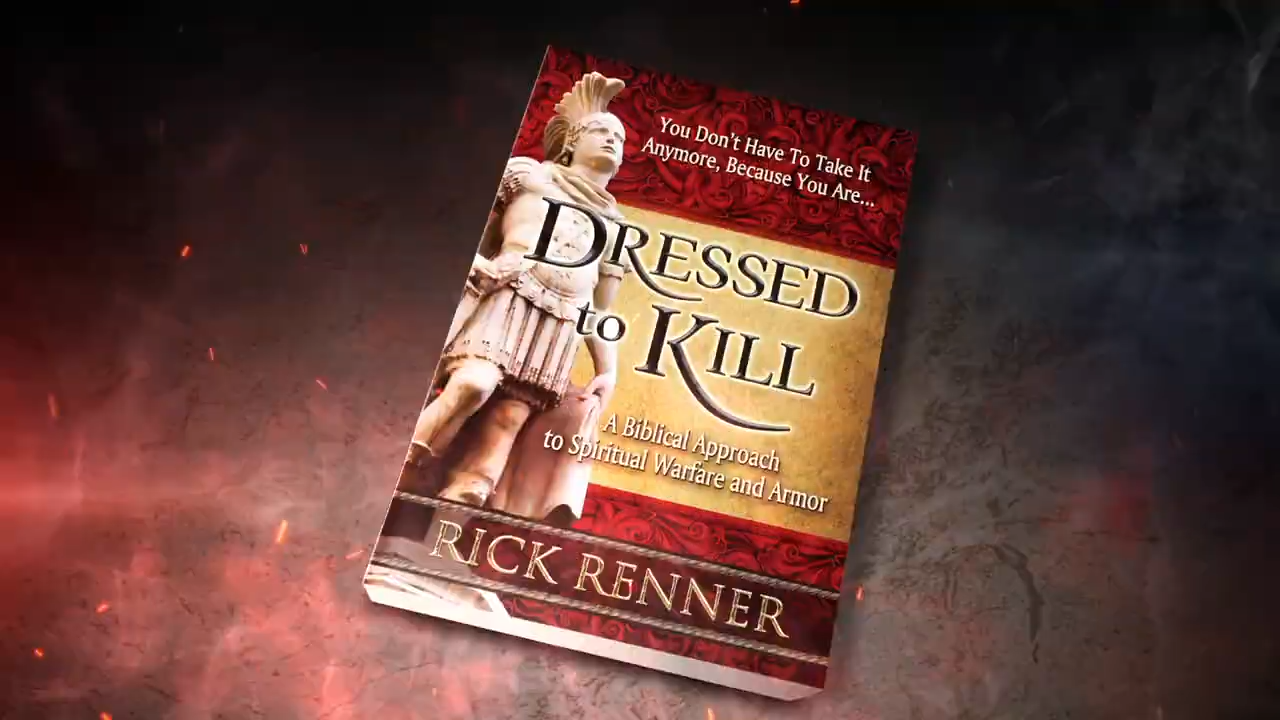 You Don't Have To Take It
Anymore, Because You Are...
DRESSED
to KILL
A Biblical Approach
to Spiritual Warfare and Armor
RICK RENNER